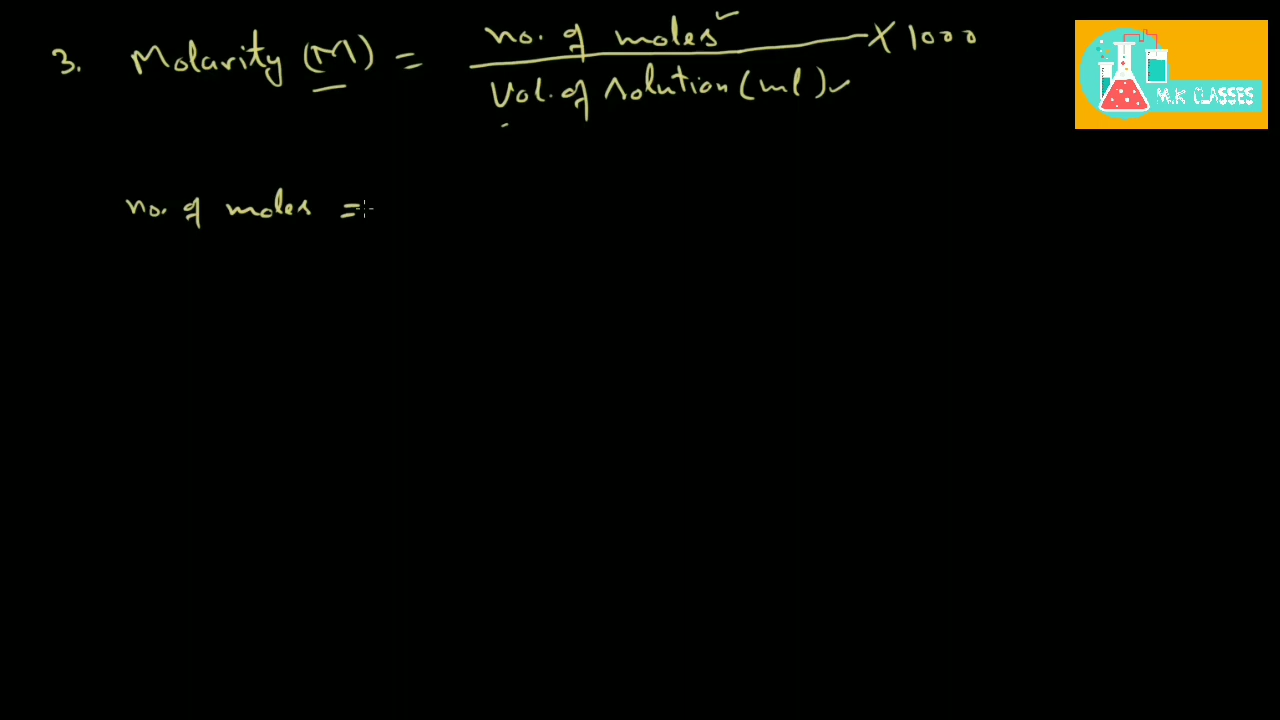 3. Molarity (M) = no. of moles / Vol. of solution (ml) X 1000
M.K CLASSES
no. of moles =